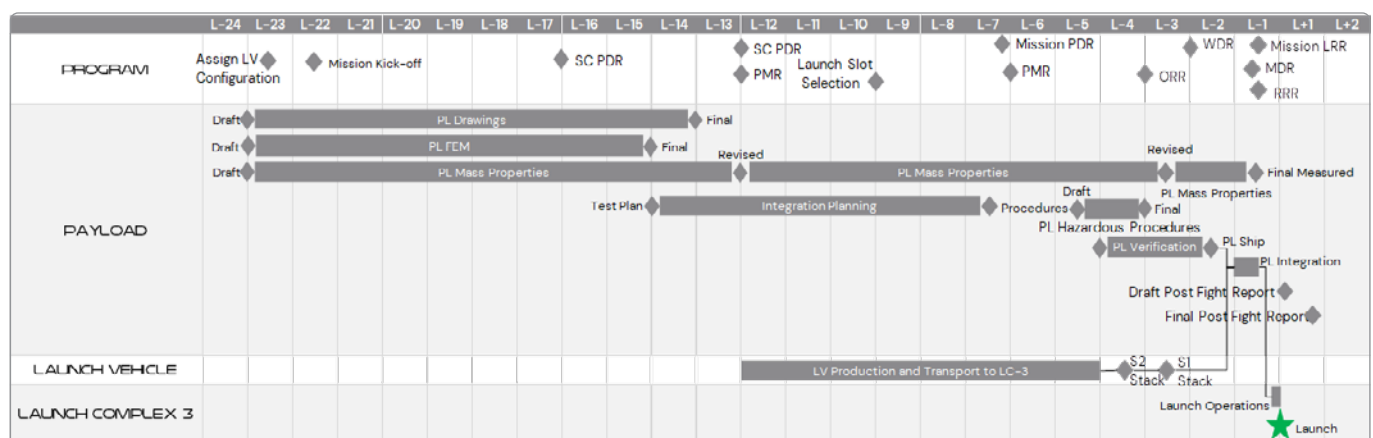 L-24 L-23 L-22 L-21 L-20 L-19 L-18 L-17 L-16 L-15 L-14 L-13 L-12 L-11 L-10 L-9 L-8 L-7 L-6 L-5 L-4 L-3 L-2 L-1 L+1 L+2
PROGRAM
Assign LV
Configuration
Mission Kick-off
SC PDR
SC PDR
PMR
Launch Slot
Selection
Mission PDR
PMR
ORR
WDR
Mission LRR
MDR
RRR
PAYLOAD
Draft PL Drawings Final
Draft PL FEM Final
Revised
Revised
Draft PL Mass Properties PL Mass Properties Final Measured
PL Mass Properties
Draft
Test Plan Integration Planning Procedures Final
PL Hazardous Procedures
PL Verification PL Ship
PL Integration
Draft Post Fight Report
Final Post Fight Report
LAUNCH VEHICLE
LV Production and Transport to LC-3
S2
Stack
S1
Stack
LAUNCH COMPLEX 3
Launch Operations
Launch